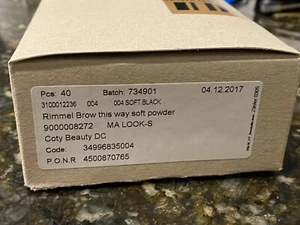 Pcs: 40 Batch: 734901 04.12.2017
3100012236 004 004 SOFT BLACK
Rimmel Brow this way soft powder
9000008272 MA LOOK-S
Coty Beauty DC
Code: 34996835004
P.O.N.R 4500870765